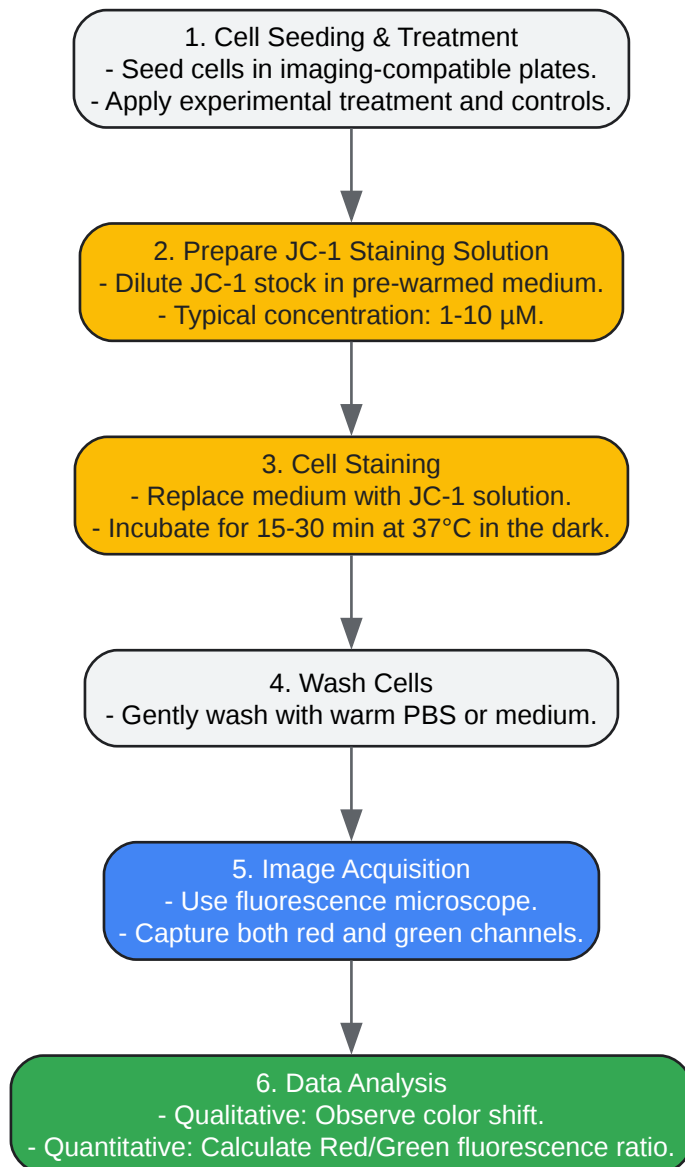 1. Cell Seeding & Treatment
- Seed cells in imaging-compatible plates.
- Apply experimental treatment and controls.
2. Prepare JC-1 Staining Solution
- Dilute JC-1 stock in pre-warmed medium.
- Typical concentration: 1-10 µM.
3. Cell Staining
- Replace medium with JC-1 solution.
- Incubate for 15-30 min at 37°C in the dark.
4. Wash Cells
- Gently wash with warm PBS or medium.
5. Image Acquisition
- Use fluorescence microscope.
- Capture both red and green channels.
6. Data Analysis
- Qualitative: Observe color shift.
- Quantitative: Calculate Red/Green fluorescence ratio.